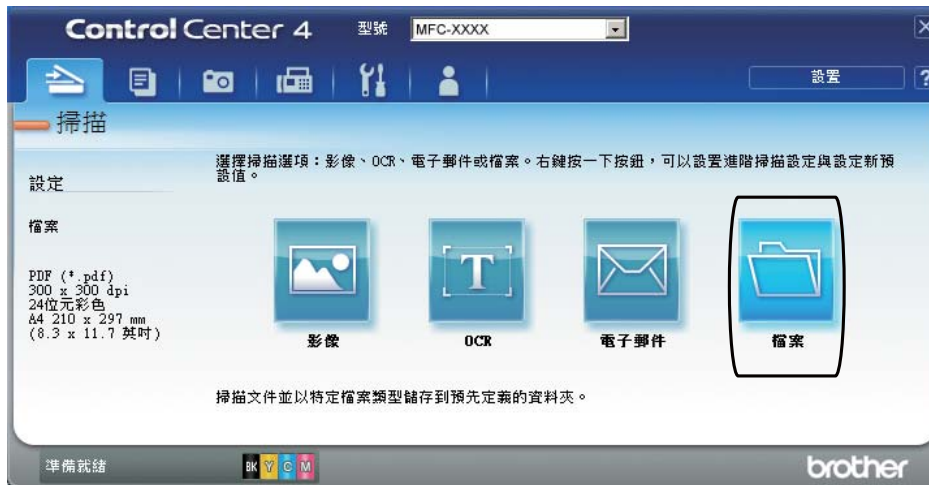 Control Center 4
型號
MFC-XXXX
設置
?
掃描
選擇掃描選項：影像、OCR、電子郵件或檔案。右鍵按一下按鈕，可以設置進階掃描設定與設定新預
設值。
設定
檔案
PDF (*.pdf)
300 x 300 dpi
24位元彩色
A4 210 x 297 mm
(8.3 x 11.7 英吋)
T
影像
OCR
電子郵件
檔案
掃描文件並以特定檔案類型儲存到預先定義的資料夾。
準備就緒
BK Y C M
brother